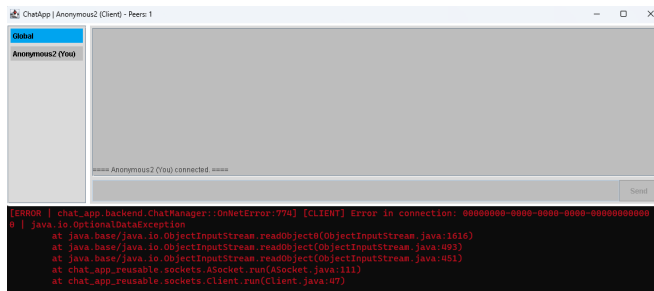 ChatApp | Anonymous2 (Client) - Peers: 1
Global
Anonymous2 (You)
==== Anonymous2 (You) connected. ====
Send
[ERROR | chat_app.backend.ChatManager::OnNetError:774] [CLIENT] Error in connection: 00000000-0000-0000-0000-00000000000
0 | java.io.OptionalDataException
at java.base/java.io.ObjectInputStream.readObject0(ObjectInputStream.java:1616)
at java.base/java.io.ObjectInputStream.readObject(ObjectInputStream.java:493)
at java.base/java.io.ObjectInputStream.readObject(ObjectInputStream.java:451)
at chat_app_reusable.sockets.ASocket.run(ASocket.java:111)
at chat_app_reusable.sockets.Client.run(Client.java:47)